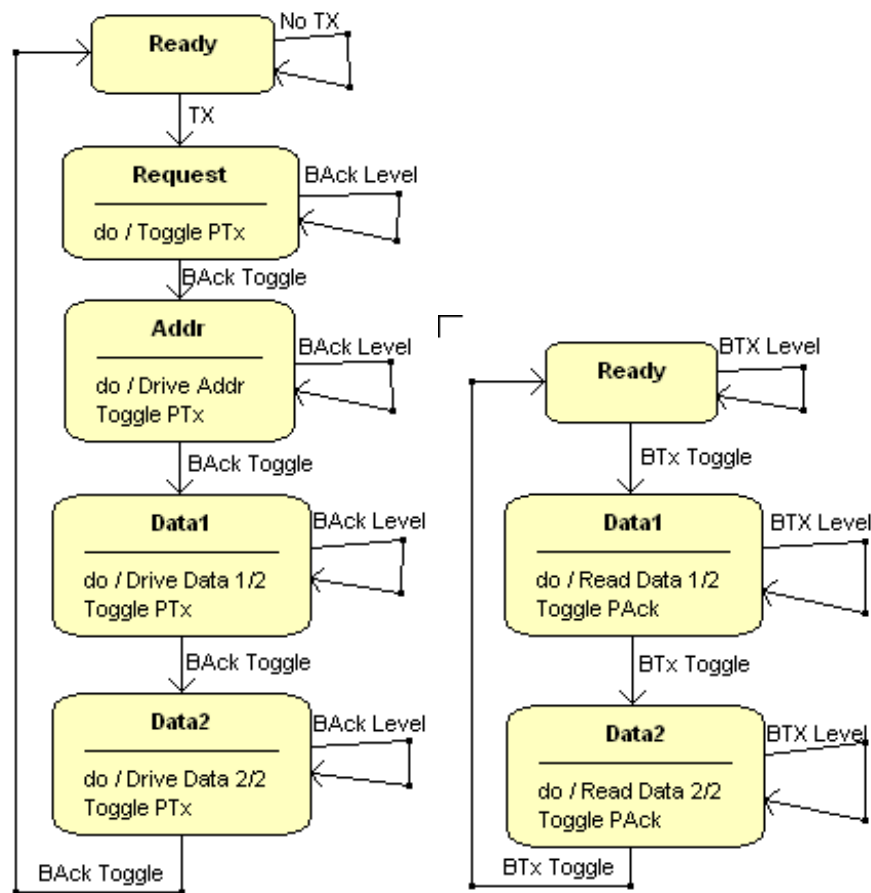 No TX
Ready
TX
Request
BAck Level
do / Toggle PTx
BAck Toggle
Addr
BAck Level
do / Drive Addr
Toggle PTx
BAck Toggle
Data1
BAck Level
do / Drive Data 1/2
Toggle PTx
BAck Toggle
Data2
BAck Level
do / Drive Data 2/2
Toggle PTx
BAck Toggle
BTX Level
Ready
BTx Toggle
Data1
BTX Level
do / Read Data 1/2
Toggle PAck
BTx Toggle
Data2
BTX Level
do / Read Data 2/2
Toggle PAck
BTx Toggle